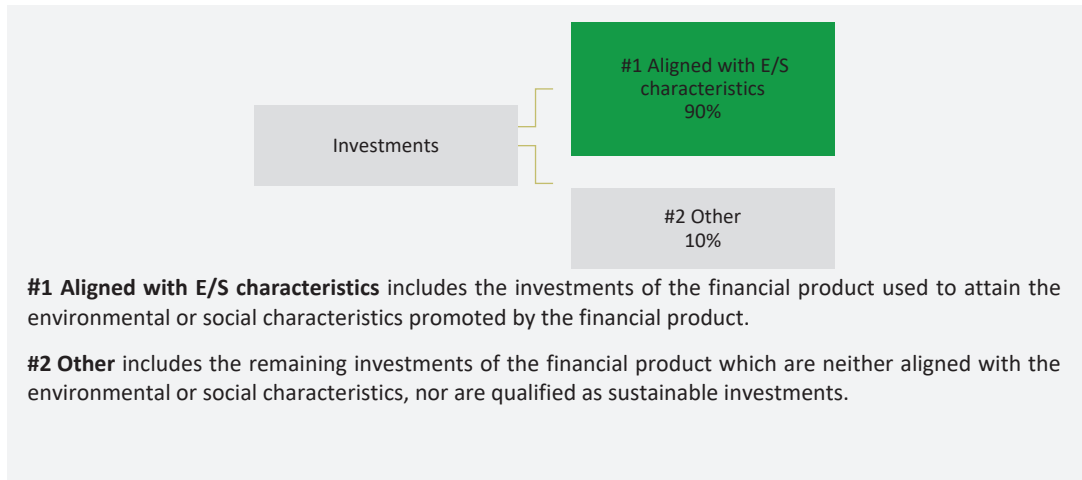 #1 Aligned with E/S
characteristics
90%
Investments
#2 Other
10%
#1 Aligned with E/S characteristics includes the investments of the financial product used to attain the
environmental or social characteristics promoted by the financial product.
#2 Other includes the remaining investments of the financial product which are neither aligned with the
environmental or social characteristics, nor are qualified as sustainable investments.